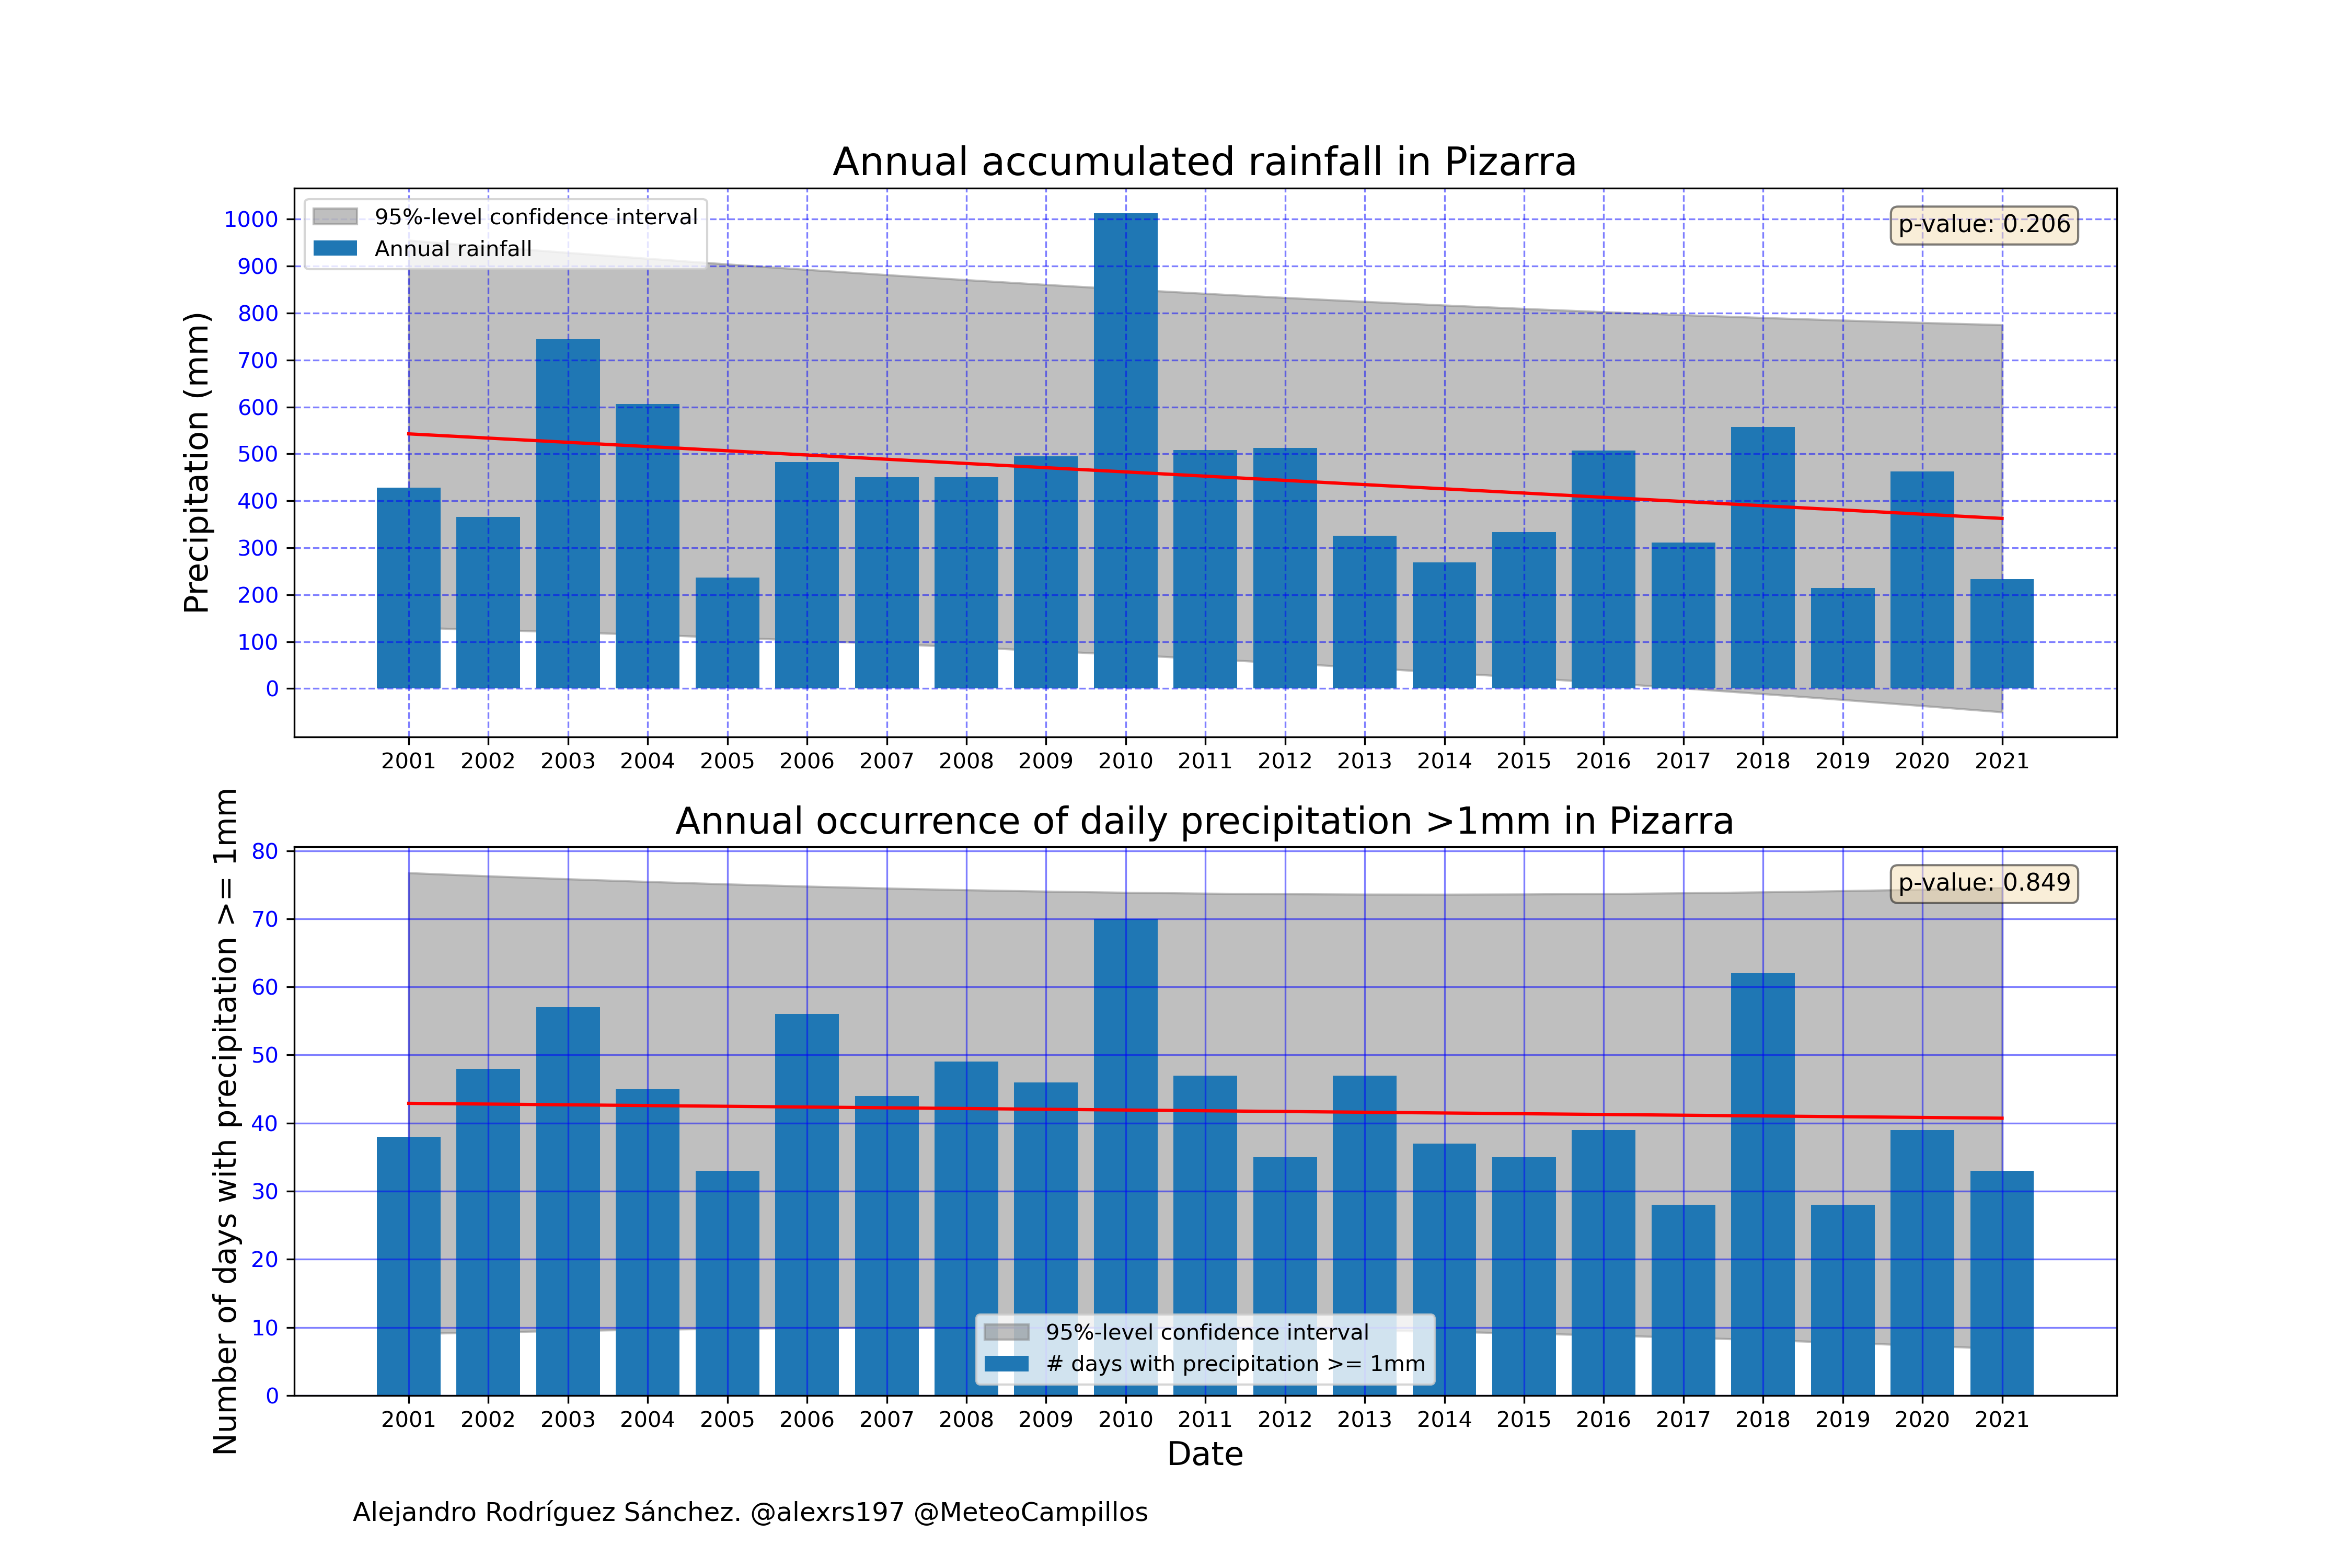 Annual accumulated rainfall in Pizarra
95%-level confidence interval
Annual rainfall
p-value: 0.206
Precipitation (mm)
1000
900
800
700
600
500
400
300
200
100
0
2001 2002 2003 2004 2005 2006 2007 2008 2009 2010 2011 2012 2013 2014 2015 2016 2017 2018 2019 2020 2021
Annual occurrence of daily precipitation >1mm in Pizarra
p-value: 0.849
Number of days with precipitation >= 1mm
80
70
60
50
40
30
20
10
0
95%-level confidence interval
# days with precipitation >= 1mm
2001 2002 2003 2004 2005 2006 2007 2008 2009 2010 2011 2012 2013 2014 2015 2016 2017 2018 2019 2020 2021
Date
Alejandro Rodríguez Sánchez. @alexrs197 @MeteoCampillos